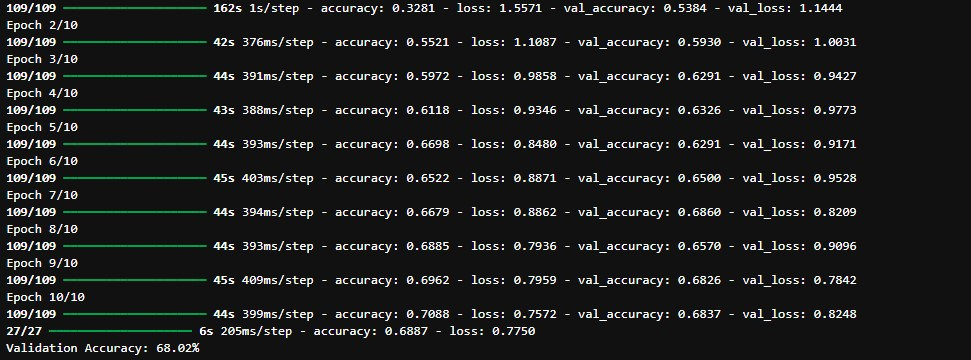 109/109 ━━━━━━━━━━━━━━━━━━━━ 162s 1s/step - accuracy: 0.3281 - loss: 1.5571 - val_accuracy: 0.5384 - val_loss: 1.1444
Epoch 2/10
109/109 ━━━━━━━━━━━━━━━━━━━━ 42s 376ms/step - accuracy: 0.5521 - loss: 1.1087 - val_accuracy: 0.5930 - val_loss: 1.0031
Epoch 3/10
109/109 ━━━━━━━━━━━━━━━━━━━━ 44s 391ms/step - accuracy: 0.5972 - loss: 0.9858 - val_accuracy: 0.6291 - val_loss: 0.9427
Epoch 4/10
109/109 ━━━━━━━━━━━━━━━━━━━━ 43s 388ms/step - accuracy: 0.6118 - loss: 0.9346 - val_accuracy: 0.6326 - val_loss: 0.9773
Epoch 5/10
109/109 ━━━━━━━━━━━━━━━━━━━━ 44s 393ms/step - accuracy: 0.6698 - loss: 0.8480 - val_accuracy: 0.6291 - val_loss: 0.9171
Epoch 6/10
109/109 ━━━━━━━━━━━━━━━━━━━━ 45s 403ms/step - accuracy: 0.6522 - loss: 0.8871 - val_accuracy: 0.6500 - val_loss: 0.9528
Epoch 7/10
109/109 ━━━━━━━━━━━━━━━━━━━━ 44s 394ms/step - accuracy: 0.6679 - loss: 0.8862 - val_accuracy: 0.6860 - val_loss: 0.8209
Epoch 8/10
109/109 ━━━━━━━━━━━━━━━━━━━━ 44s 393ms/step - accuracy: 0.6885 - loss: 0.7936 - val_accuracy: 0.6570 - val_loss: 0.9096
Epoch 9/10
109/109 ━━━━━━━━━━━━━━━━━━━━ 45s 409ms/step - accuracy: 0.6962 - loss: 0.7959 - val_accuracy: 0.6826 - val_loss: 0.7842
Epoch 10/10
109/109 ━━━━━━━━━━━━━━━━━━━━ 44s 399ms/step - accuracy: 0.7088 - loss: 0.7572 - val_accuracy: 0.6837 - val_loss: 0.8248
27/27 ━━━━━━━━━━━━━━━━━━━━ 6s 205ms/step - accuracy: 0.6887 - loss: 0.7750
Validation Accuracy: 68.02%